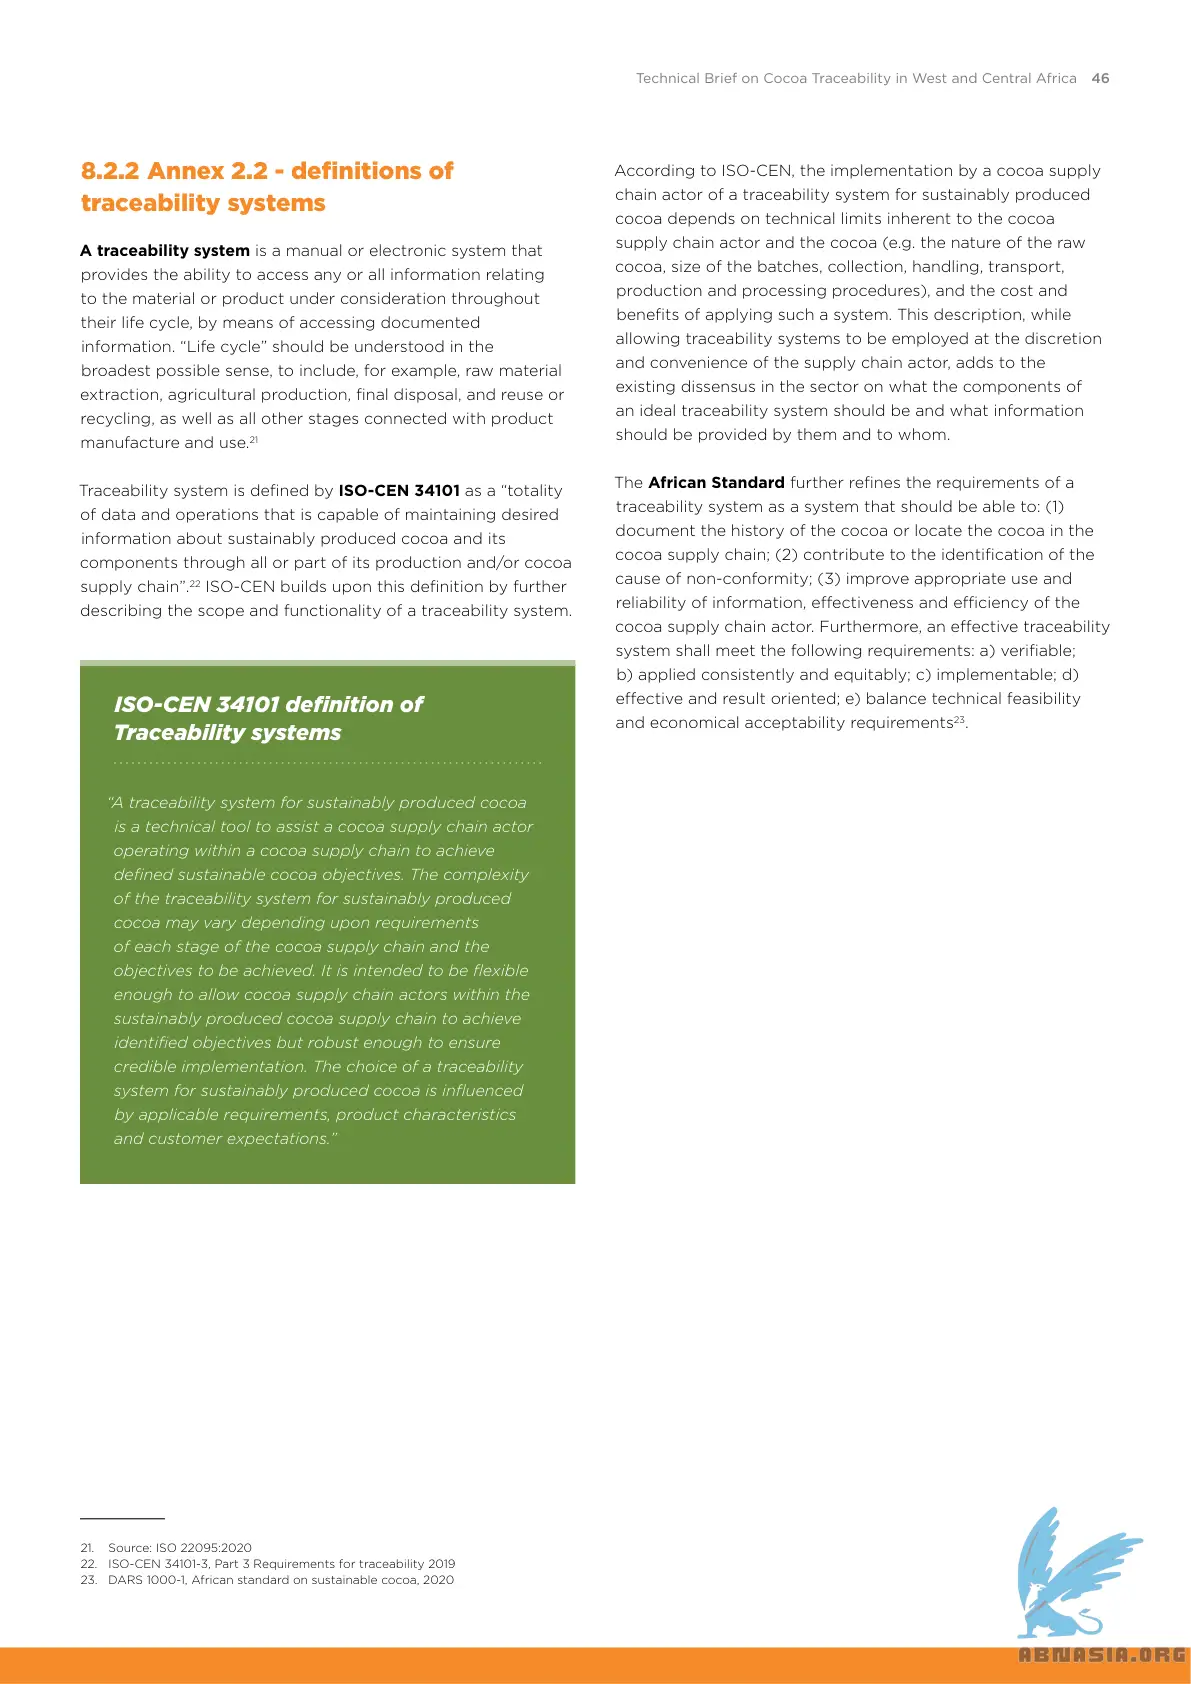 Technical Brief on Cocoa Traceability in West and Central Africa 46
8.2.2 Annex 2.2 - definitions of
traceability systems
A traceability system is a manual or electronic system that
provides the ability to access any or all information relating
to the material or product under consideration throughout
their life cycle, by means of accessing documented
information. “Life cycle” should be understood in the
broadest possible sense, to include, for example, raw material
extraction, agricultural production, final disposal, and reuse or
recycling, as well as all other stages connected with product
manufacture and use.21
Traceability system is defined by ISO-CEN 34101 as a “totality
of data and operations that is capable of maintaining desired
information about sustainably produced cocoa and its
components through all or part of its production and/or cocoa
supply chain”.22 ISO-CEN builds upon this definition by further
describing the scope and functionality of a traceability system.
ISO-CEN 34101 definition of
Traceability systems
“A traceability system for sustainably produced cocoa
is a technical tool to assist a cocoa supply chain actor
operating within a cocoa supply chain to achieve
defined sustainable cocoa objectives. The complexity
of the traceability system for sustainably produced
cocoa may vary depending upon requirements
of each stage of the cocoa supply chain and the
objectives to be achieved. It is intended to be flexible
enough to allow cocoa supply chain actors within the
sustainably produced cocoa supply chain to achieve
identified objectives but robust enough to ensure
credible implementation. The choice of a traceability
system for sustainably produced cocoa is influenced
by applicable requirements, product characteristics
and customer expectations.”
According to ISO-CEN, the implementation by a cocoa supply
chain actor of a traceability system for sustainably produced
cocoa depends on technical limits inherent to the cocoa
supply chain actor and the cocoa (e.g. the nature of the raw
cocoa, size of the batches, collection, handling, transport,
production and processing procedures), and the cost and
benefits of applying such a system. This description, while
allowing traceability systems to be employed at the discretion
and convenience of the supply chain actor, adds to the
existing dissensus in the sector on what the components of
an ideal traceability system should be and what information
should be provided by them and to whom.
The African Standard further refines the requirements of a
traceability system as a system that should be able to: (1)
document the history of the cocoa or locate the cocoa in the
cocoa supply chain; (2) contribute to the identification of the
cause of non-conformity; (3) improve appropriate use and
reliability of information, effectiveness and efficiency of the
cocoa supply chain actor. Furthermore, an effective traceability
system shall meet the following requirements: a) verifiable;
b) applied consistently and equitably; c) implementable; d)
effective and result oriented; e) balance technical feasibility
and economical acceptability requirements23.
21. Source: ISO 22095:2020
22. ISO-CEN 34101-3, Part 3 Requirements for traceability 2019
23. DARS 1000-1, African standard on sustainable cocoa, 2020
ABNASIA.ORG